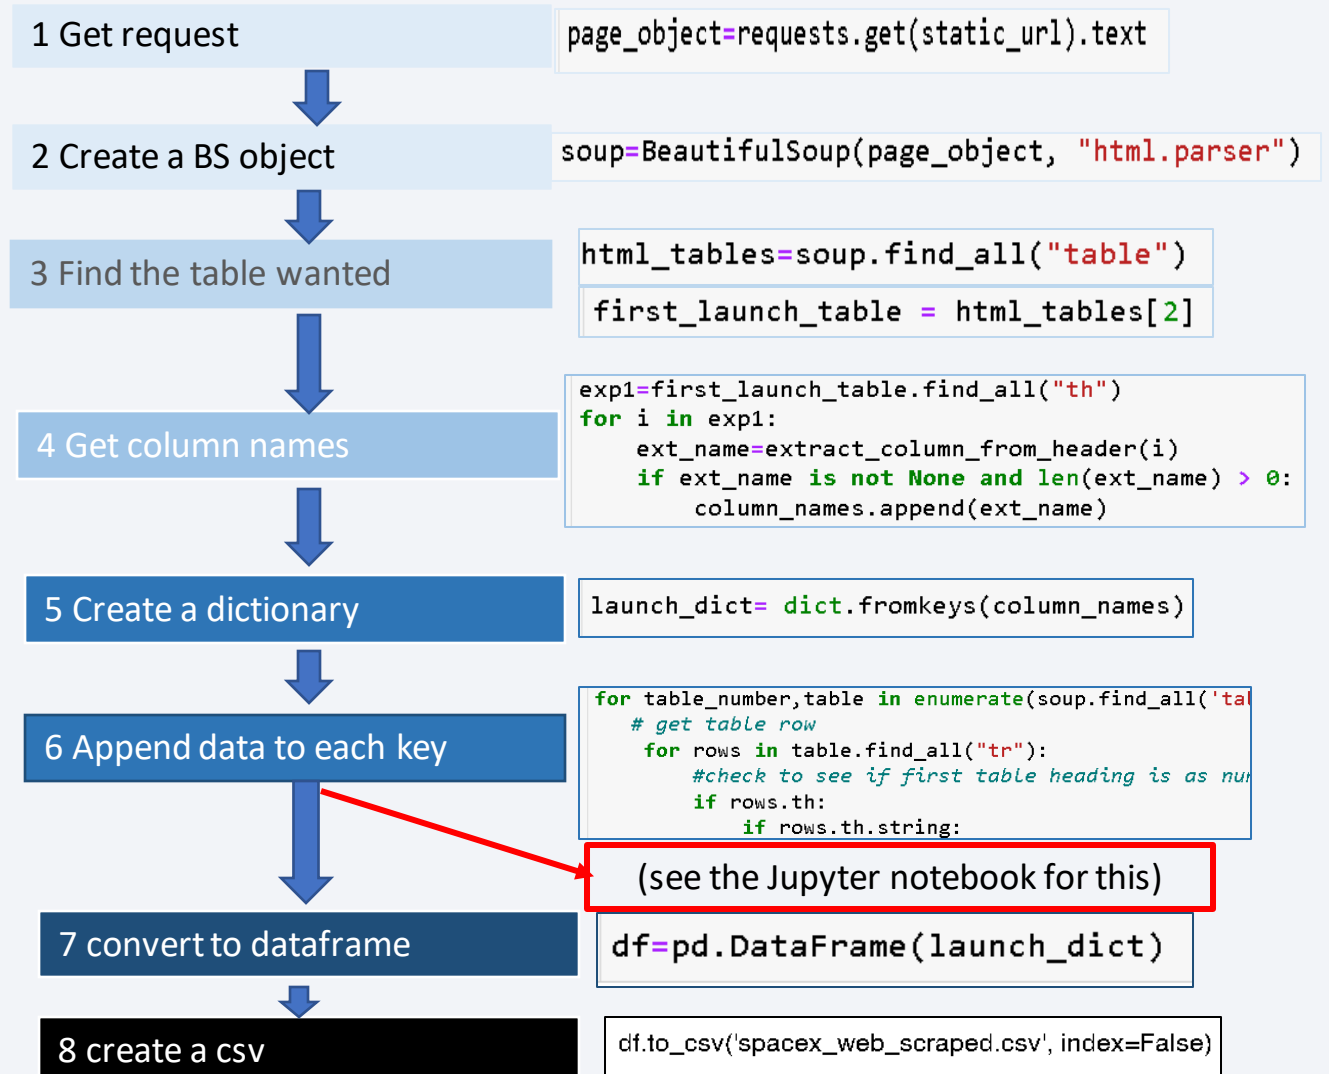 1 Get request
page_object=requests.get(static_url).text
2 Create a BS object
soup=BeautifulSoup(page_object, "html.parser")
3 Find the table wanted
html_tables=soup.find_all("table")
first_launch_table = html_tables[2]
4 Get column names
exp1=first_launch_table.find_all("th")
for i in exp1:
    ext_name=extract_column_from_header(i)
    if ext_name is not None and len(ext_name) > 0:
        column_names.append(ext_name)
5 Create a dictionary
launch_dict= dict.fromkeys(column_names)
6 Append data to each key
for table_number,table in enumerate(soup.find_all('ta
   # get table row
    for rows in table.find_all("tr"):
        #check to see if first table heading is as nu
        if rows.th:
            if rows.th.string:
(see the Jupyter notebook for this)
7 convert to dataframe
df=pd.DataFrame(launch_dict)
8 create a csv
df.to_csv('spacex_web_scraped.csv', index=False)